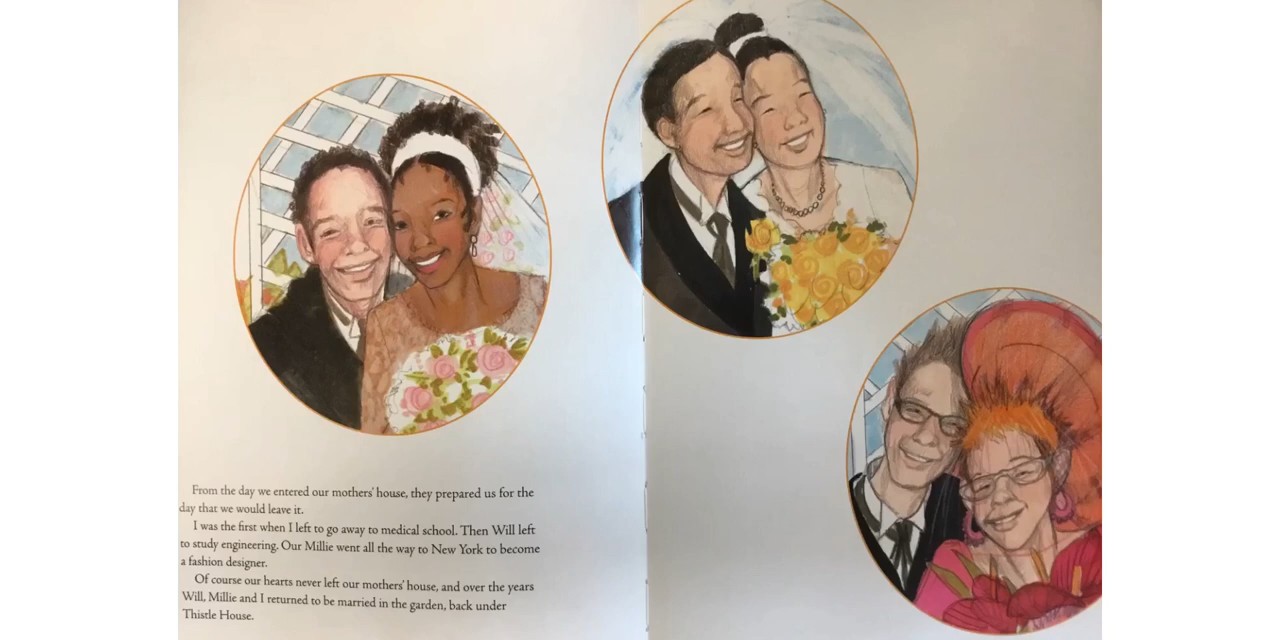 From the day we entered our mothers' house, they prepared us for the
day that we would leave it.
I was the first when I left to go away to medical school. Then Will left
to study engineering. Our Millie went all the way to New York to become
a fashion designer.
Of course our hearts never left our mothers' house, and over the years
Will, Millie and I returned to be married in the garden, back under
Thistle House.